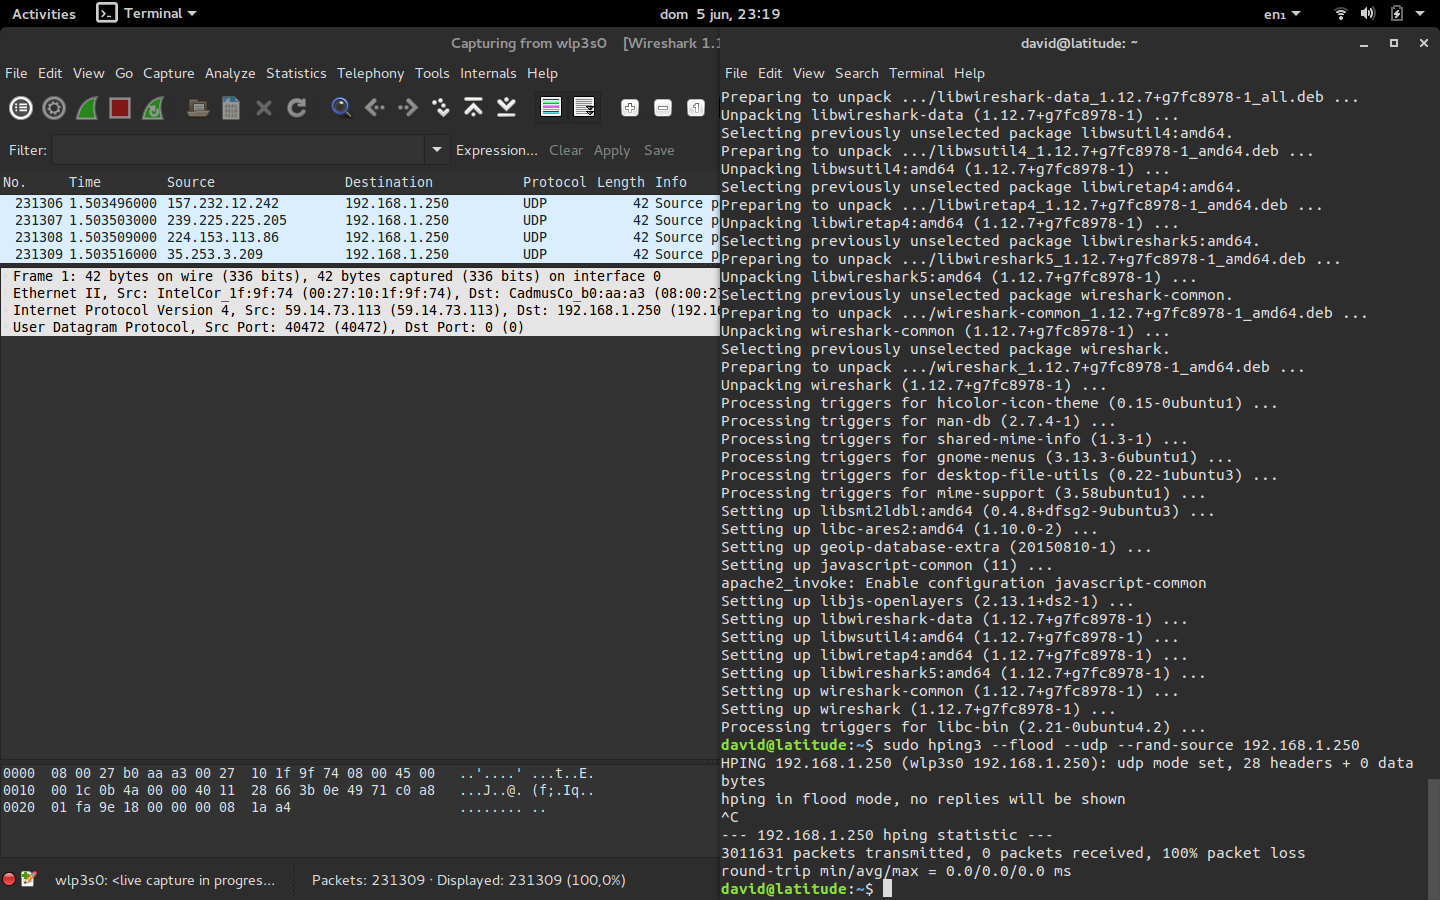 Activities Terminal dom 5 jun, 23:19 en₁
Capturing from wlp3s0 [Wireshark 1.1
File Edit View Go Capture Analyze Statistics Telephony Tools Internals Help
Filter: Expression... Clear Apply Save
No. Time Source Destination Protocol Length Info
231306 1.503496000 157.232.12.242 192.168.1.250 UDP 42 Source p
231307 1.503503000 239.225.225.205 192.168.1.250 UDP 42 Source p
231308 1.503509000 224.153.113.86 192.168.1.250 UDP 42 Source p
231309 1.503516000 35.253.3.209 192.168.1.250 UDP 42 Source p
Frame 1: 42 bytes on wire (336 bits), 42 bytes captured (336 bits) on interface 0
Ethernet II, Src: IntelCor_1f:9f:74 (00:27:10:1f:9f:74), Dst: CadmusCo_b0:aa:a3 (08:00:27
Internet Protocol Version 4, Src: 59.14.73.113 (59.14.73.113), Dst: 192.168.1.250 (192.16
User Datagram Protocol, Src Port: 40472 (40472), Dst Port: 0 (0)
0000 08 00 27 b0 aa a3 00 27 10 1f 9f 74 08 00 45 00 ..'....' ...t..E.
0010 00 1c 0b 4a 00 00 40 11 28 66 3b 0e 49 71 c0 a8 ...J..@. (f;.Iq..
0020 01 fa 9e 18 00 00 00 08 1a a4 ........ ..
wlp3s0: <live capture in progres... Packets: 231309 · Displayed: 231309 (100,0%)
david@latitude: ~
File Edit View Search Terminal Help
Preparing to unpack .../libwireshark-data_1.12.7+g7fc8978-1_all.deb ...
Unpacking libwireshark-data (1.12.7+g7fc8978-1) ...
Selecting previously unselected package libwsutil4:amd64.
Preparing to unpack .../libwsutil4_1.12.7+g7fc8978-1_amd64.deb ...
Unpacking libwsutil4:amd64 (1.12.7+g7fc8978-1) ...
Selecting previously unselected package libwiretap4:amd64.
Preparing to unpack .../libwiretap4_1.12.7+g7fc8978-1_amd64.deb ...
Unpacking libwiretap4:amd64 (1.12.7+g7fc8978-1) ...
Selecting previously unselected package libwireshark5:amd64.
Preparing to unpack .../libwireshark5_1.12.7+g7fc8978-1_amd64.deb ...
Unpacking libwireshark5:amd64 (1.12.7+g7fc8978-1) ...
Selecting previously unselected package wireshark-common.
Preparing to unpack .../wireshark-common_1.12.7+g7fc8978-1_amd64.deb ...
Unpacking wireshark-common (1.12.7+g7fc8978-1) ...
Selecting previously unselected package wireshark.
Preparing to unpack .../wireshark_1.12.7+g7fc8978-1_amd64.deb ...
Unpacking wireshark (1.12.7+g7fc8978-1) ...
Processing triggers for hicolor-icon-theme (0.15-0ubuntu1) ...
Processing triggers for man-db (2.7.4-1) ...
Processing triggers for shared-mime-info (1.3-1) ...
Processing triggers for gnome-menus (3.13.3-6ubuntu1) ...
Processing triggers for desktop-file-utils (0.22-1ubuntu3) ...
Processing triggers for mime-support (3.58ubuntu1) ...
Setting up libsmi2ldbl:amd64 (0.4.8+dfsg2-9ubuntu3) ...
Setting up libc-ares2:amd64 (1.10.0-2) ...
Setting up geoip-database-extra (20150810-1) ...
Setting up javascript-common (11) ...
apache2_invoke: Enable configuration javascript-common
Setting up libjs-openlayers (2.13.1+ds2-1) ...
Setting up libwireshark-data (1.12.7+g7fc8978-1) ...
Setting up libwsutil4:amd64 (1.12.7+g7fc8978-1) ...
Setting up libwiretap4:amd64 (1.12.7+g7fc8978-1) ...
Setting up libwireshark5:amd64 (1.12.7+g7fc8978-1) ...
Setting up wireshark-common (1.12.7+g7fc8978-1) ...
Setting up wireshark (1.12.7+g7fc8978-1) ...
Processing triggers for libc-bin (2.21-0ubuntu4.2) ...
david@latitude:~$ sudo hping3 --flood --udp --rand-source 192.168.1.250
HPING 192.168.1.250 (wlp3s0 192.168.1.250): udp mode set, 28 headers + 0 data
bytes
hping in flood mode, no replies will be shown
^C
--- 192.168.1.250 hping statistic ---
3011631 packets transmitted, 0 packets received, 100% packet loss
round-trip min/avg/max = 0.0/0.0/0.0 ms
david@latitude:~$